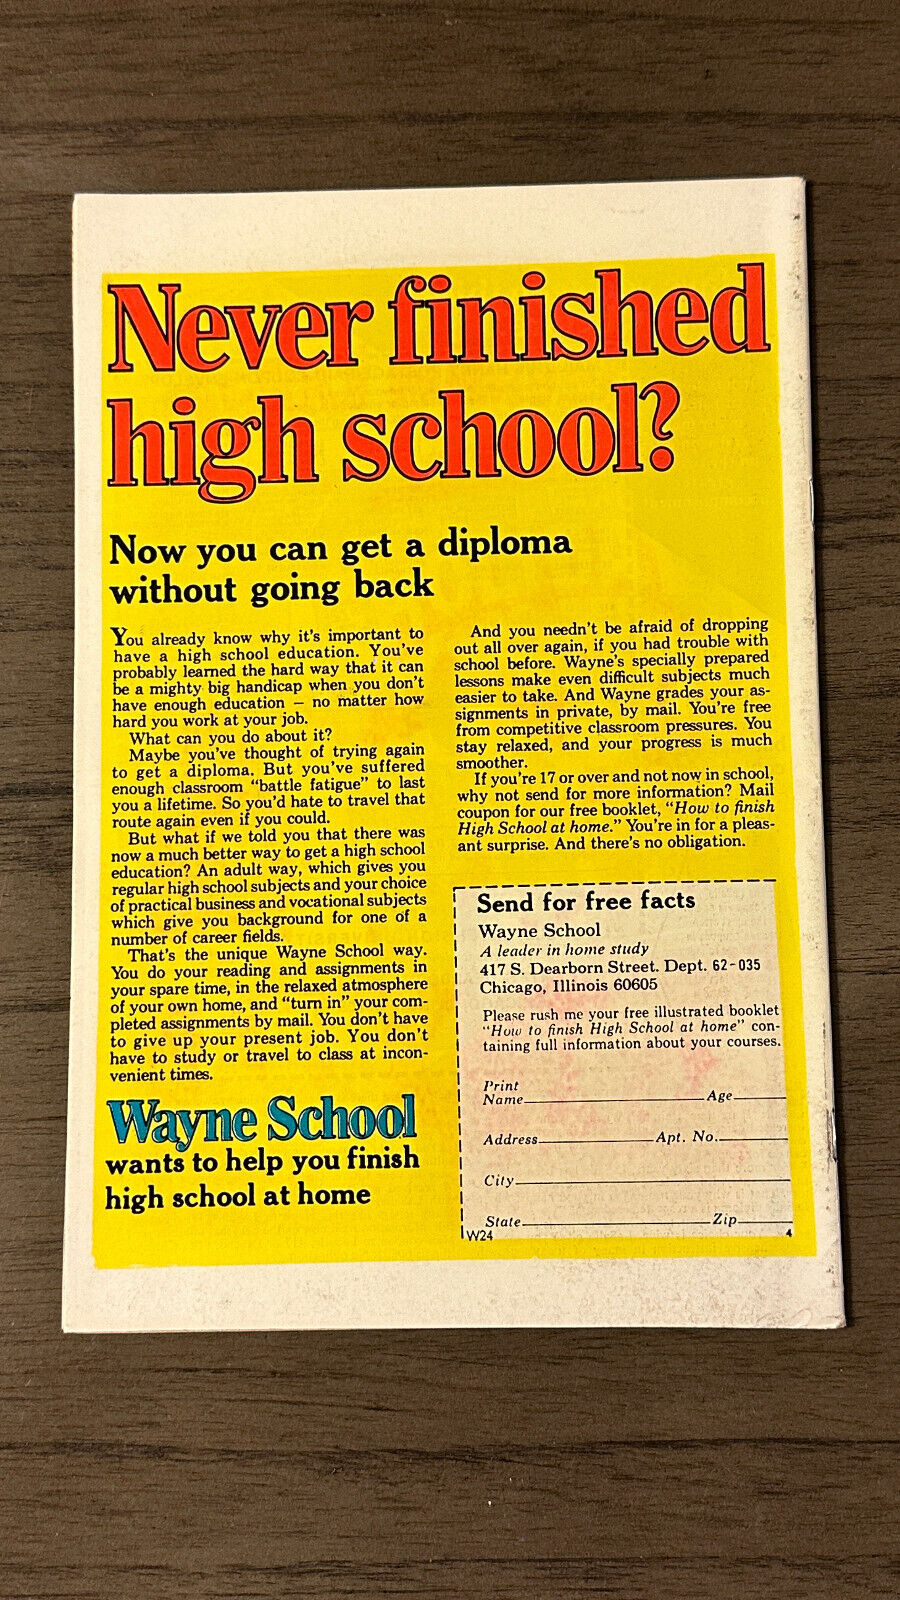 Never finished
high school?
Now you can get a diploma
without going back
You already know why it's important to
have a high school education. You've
probably learned the hard way that it can
be a mighty big handicap when you don't
have enough education — no matter how
hard you work at your job.
What can you do about it?
Maybe you've thought of trying again
to get a diploma. But you've suffered
enough classroom "battle fatigue" to last
you a lifetime. So you'd hate to travel that
route again even if you could.
But what if we told you that there was
now a much better way to get a high school
education? An adult way, which gives you
regular high school subjects and your choice
of practical business and vocational subjects
which give you background for one of a
number of career fields.
That's the unique Wayne School way.
You do your reading and assignments in
your spare time, in the relaxed atmosphere
of your own home, and "turn in" your com-
pleted assignments by mail. You don't have
to give up your present job. You don't
have to study or travel to class at incon-
venient times.
Wayne School
wants to help you finish
high school at home
And you needn't be afraid of dropping
out all over again, if you had trouble with
school before. Wayne's specially prepared
lessons make even difficult subjects much
easier to take. And Wayne grades your as-
signments in private, by mail. You're free
from competitive classroom pressures. You
stay relaxed, and your progress is much
smoother.
If you're 17 or over and not now in school,
why not send for more information? Mail
coupon for our free booklet, "How to finish
High School at home." You're in for a pleas-
ant surprise. And there's no obligation.
Send for free facts
Wayne School
A leader in home study
417 S. Dearborn Street. Dept. 62-035
Chicago, Illinois 60605
Please rush me your free illustrated booklet
"How to finish High School at home" con-
taining full information about your courses.
Print
Name Age
Address Apt. No.
City
State Zip
W24 4